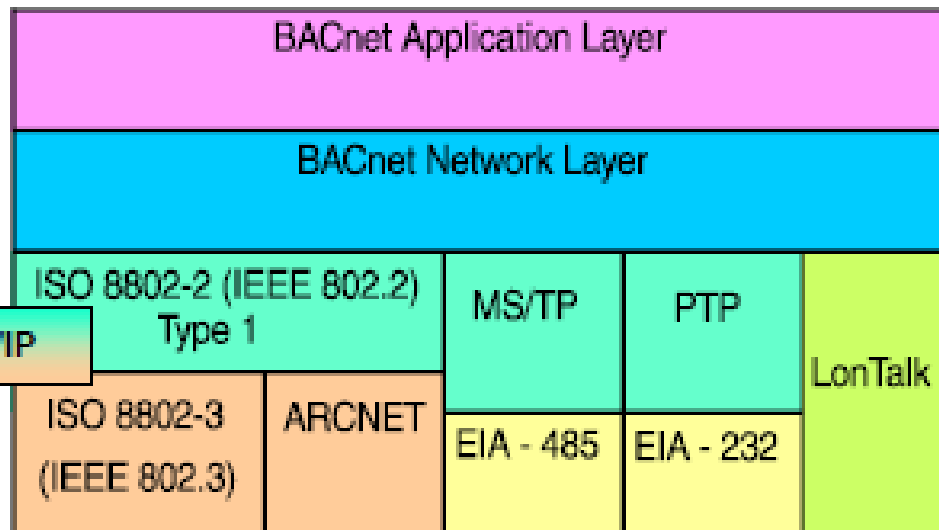 BACnet Application Layer
BACnet Network Layer
ISO 8802-2 (IEEE 802.2)
Type 1
MS/TP
PTP
LonTalk
/IP
ISO 8802-3
(IEEE 802.3)
ARCNET
EIA - 485
EIA - 232